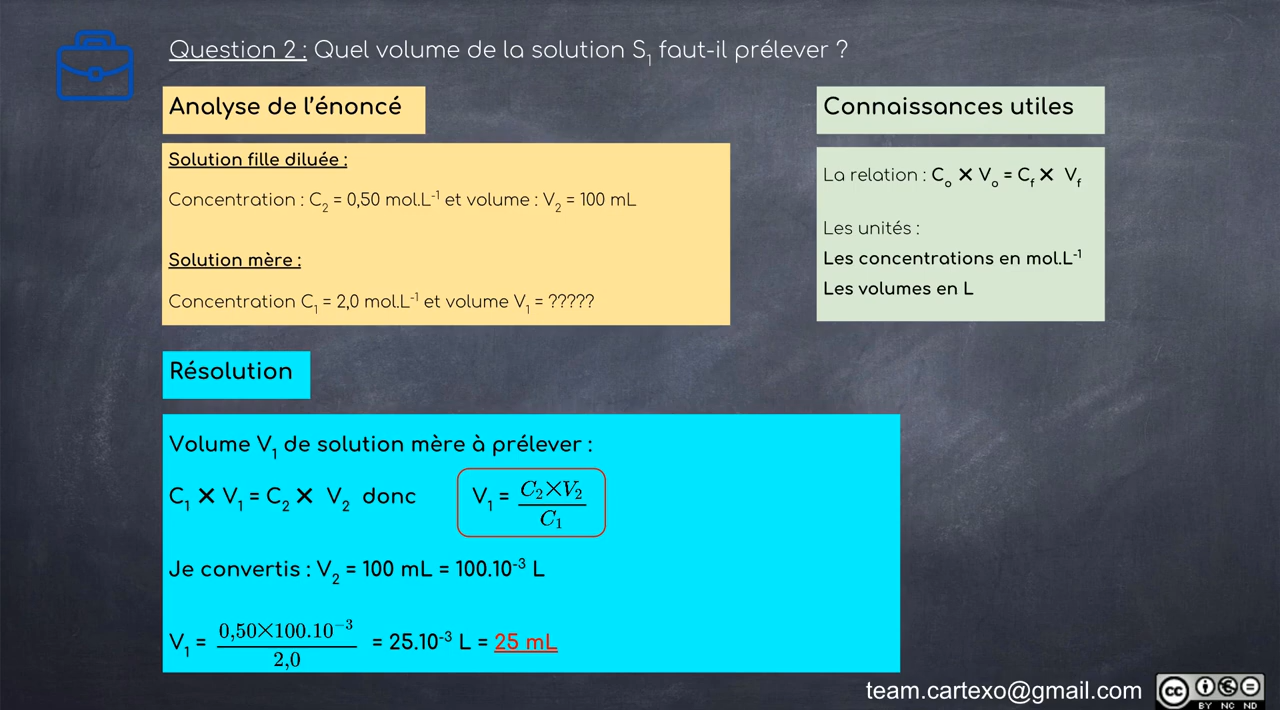 Question 2 : Quel volume de la solution S₁ faut-il prélever ?
Analyse de l’énoncé
Solution fille diluée :
Concentration : C₂ = 0,50 mol.L⁻¹ et volume : V₂ = 100 mL
Solution mère :
Concentration C₁ = 2,0 mol.L⁻¹ et volume V₁ = ?????
Connaissances utiles
La relation : Cₒ × Vₒ = C_f × V_f
Les unités :
Les concentrations en mol.L⁻¹
Les volumes en L
Résolution
Volume V₁ de solution mère à prélever :
C₁ × V₁ = C₂ × V₂ donc V₁ = \frac{C₂×V₂}{C₁}
Je convertis : V₂ = 100 mL = 100.10⁻³ L
V₁ = \frac{0,50×100.10⁻³}{2,0} = 25.10⁻³ L = 25 mL
team.cartexo@gmail.com
cc
BY NC ND